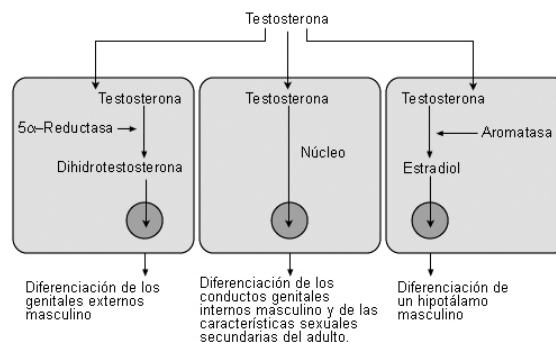 Testosterona
Testosterona
5α–Reductasa
Dihidrotestosterona
Diferenciación de los
genitales externos
masculino
Testosterona
Núcleo
Diferenciación de los
conductos genitales
internos masculino y de las
características sexuales
secundarias del adulto.
Testosterona
Aromatasa
Estradiol
Diferenciación de
un hipotálamo
masculino